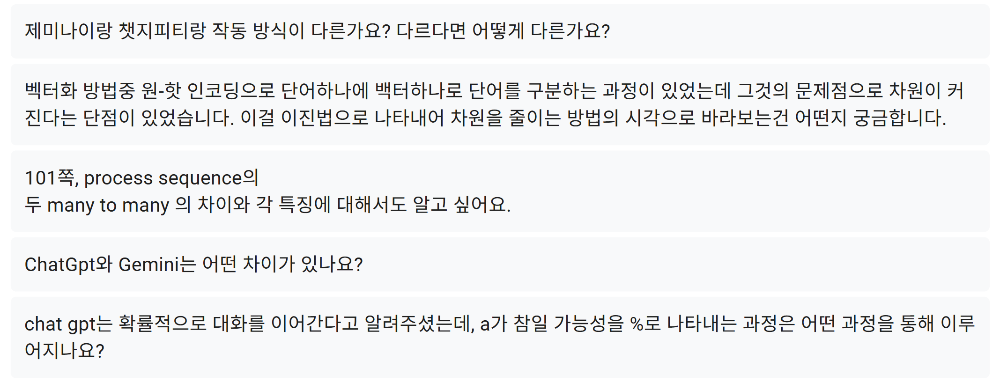 제미나이랑 챗지피티랑 작동 방식이 다른가요? 다르다면 어떻게 다른가요?
벡터화 방법중 원-핫 인코딩으로 단어하나에 백터하나로 단어를 구분하는 과정이 있었는데 그것의 문제점으로 차원이 커
진다는 단점이 있었습니다. 이걸 이진법으로 나타내어 차원을 줄이는 방법의 시각으로 바라보는건 어떤지 궁금합니다.
101쪽, process sequence의
두 many to many 의 차이와 각 특징에 대해서도 알고 싶어요.
ChatGpt와 Gemini는 어떤 차이가 있나요?
chat gpt는 확률적으로 대화를 이어간다고 알려주셨는데, a가 참일 가능성을 %로 나타내는 과정은 어떤 과정을 통해 이루
어지나요?